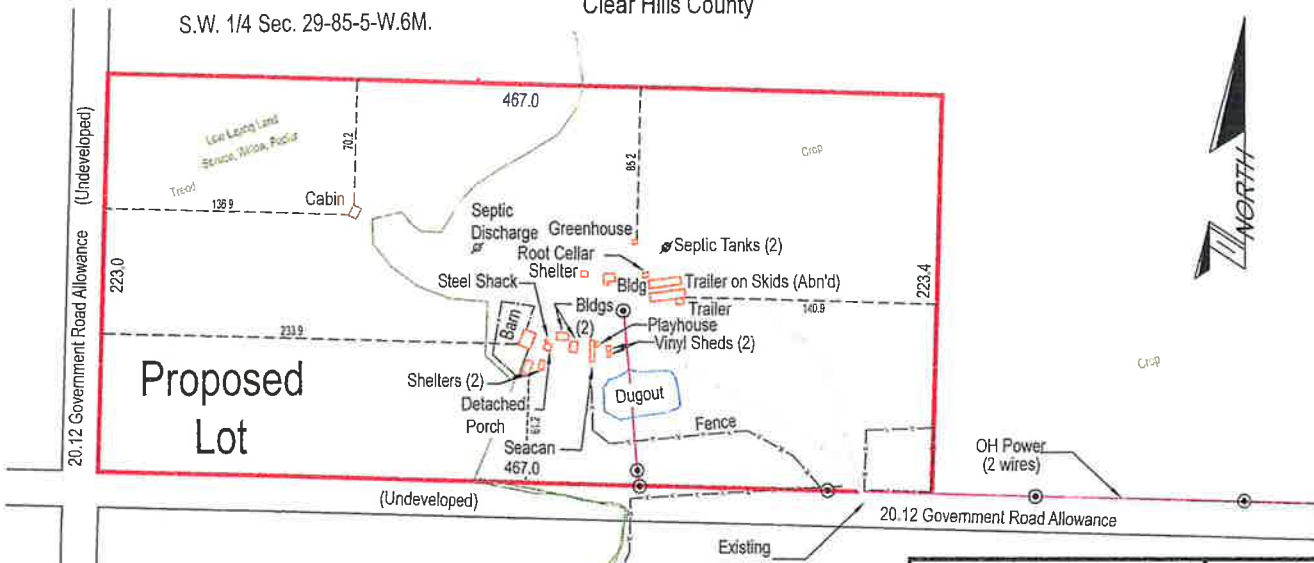 Clear Hills County
S.W. 1/4 Sec. 29-85-5-W.6M.
467.0
(Undeveloped)
20.12 Government Road Allowance
223.0
Low Laying Land
Spruce, Willow, Poplar
Treed
70.2
136.9
Cabin
85.2
Crop
NORTH
Septic
Discharge
Greenhouse
Septic Tanks (2)
Root Cellar
Shelter
Steel Shack
Bldg
Trailer on Skids (Abn'd)
223.4
Bldgs
(2)
Trailer
140.9
Barn
Playhouse
Vinyl Sheds (2)
233.9
Crop
Proposed
Lot
Shelters (2)
Dugout
Detached
Porch
61.2
Fence
Seacan
467.0
OH Power
(2 wires)
(Undeveloped)
20.12 Government Road Allowance
Existing